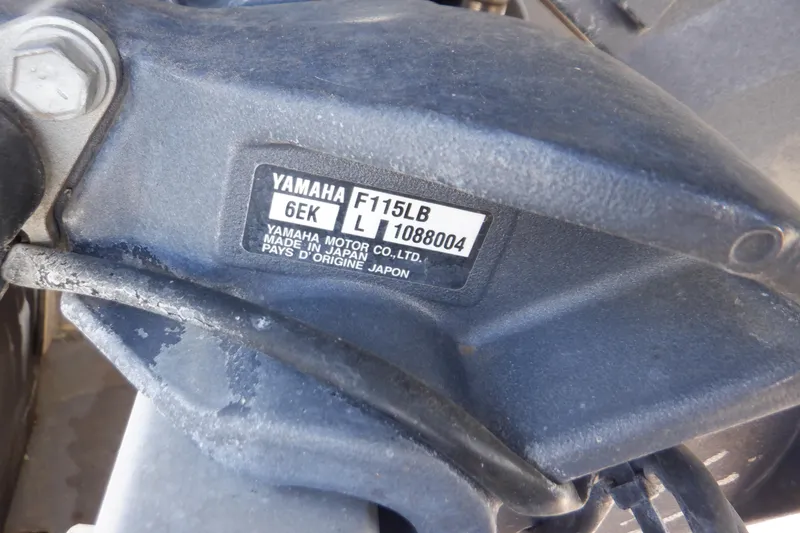 YAMAHA F115LB
6EK L 1088004
YAMAHA MOTOR CO.,LTD.
MADE IN JAPAN
PAYS D'ORIGINE JAPON